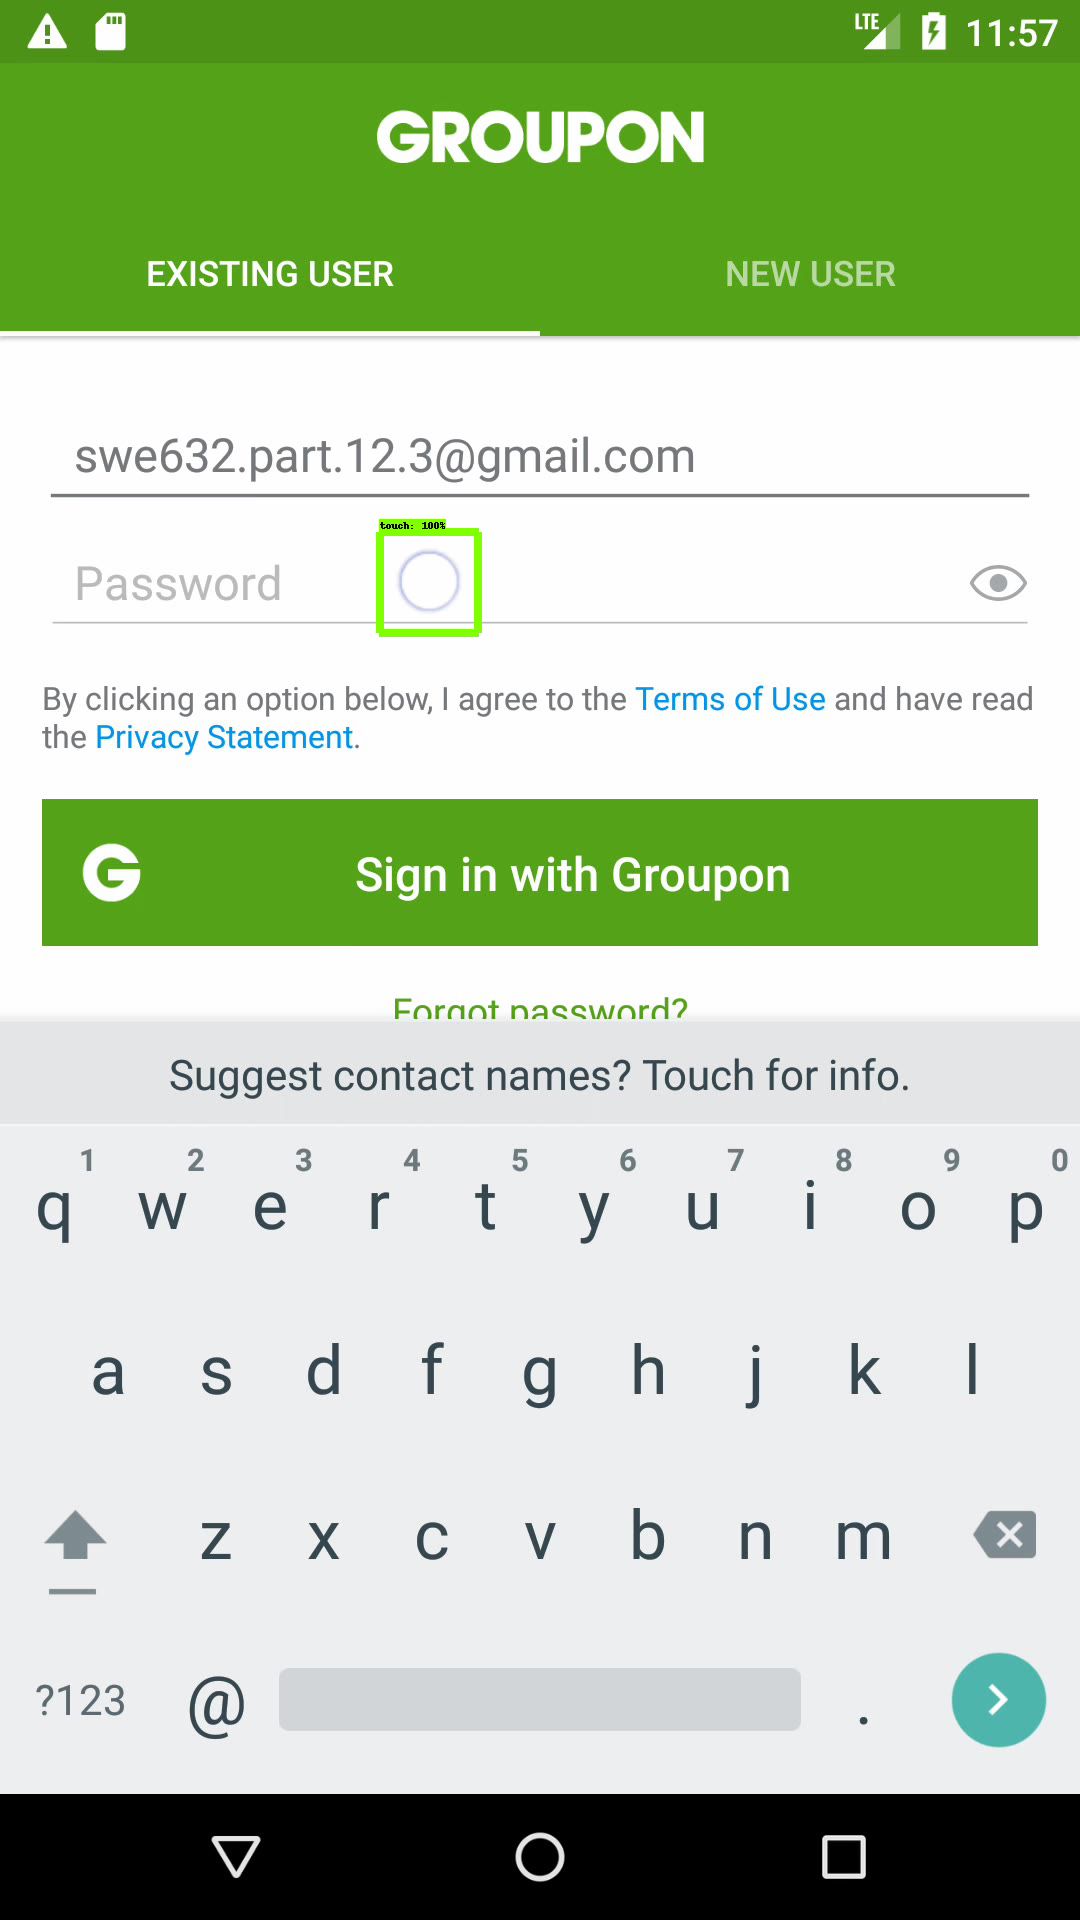 LTE 11:57
GROUPON
EXISTING USER NEW USER
swe632.part.12.3@gmail.com
touch: 100%
Password
By clicking an option below, I agree to the Terms of Use and have read
the Privacy Statement.
G Sign in with Groupon
Forgot password?
Suggest contact names? Touch for info.
1 2 3 4 5 6 7 8 9 0
q w e r t y u i o p
a s d f g h j k l
z x c v b n m
?123 @ .